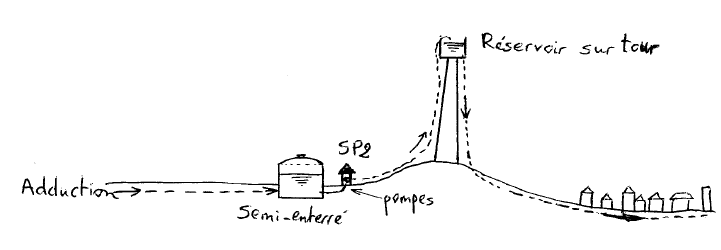 Réservoir sur tour
SP2
Adduction
pompes
Semi-enterré